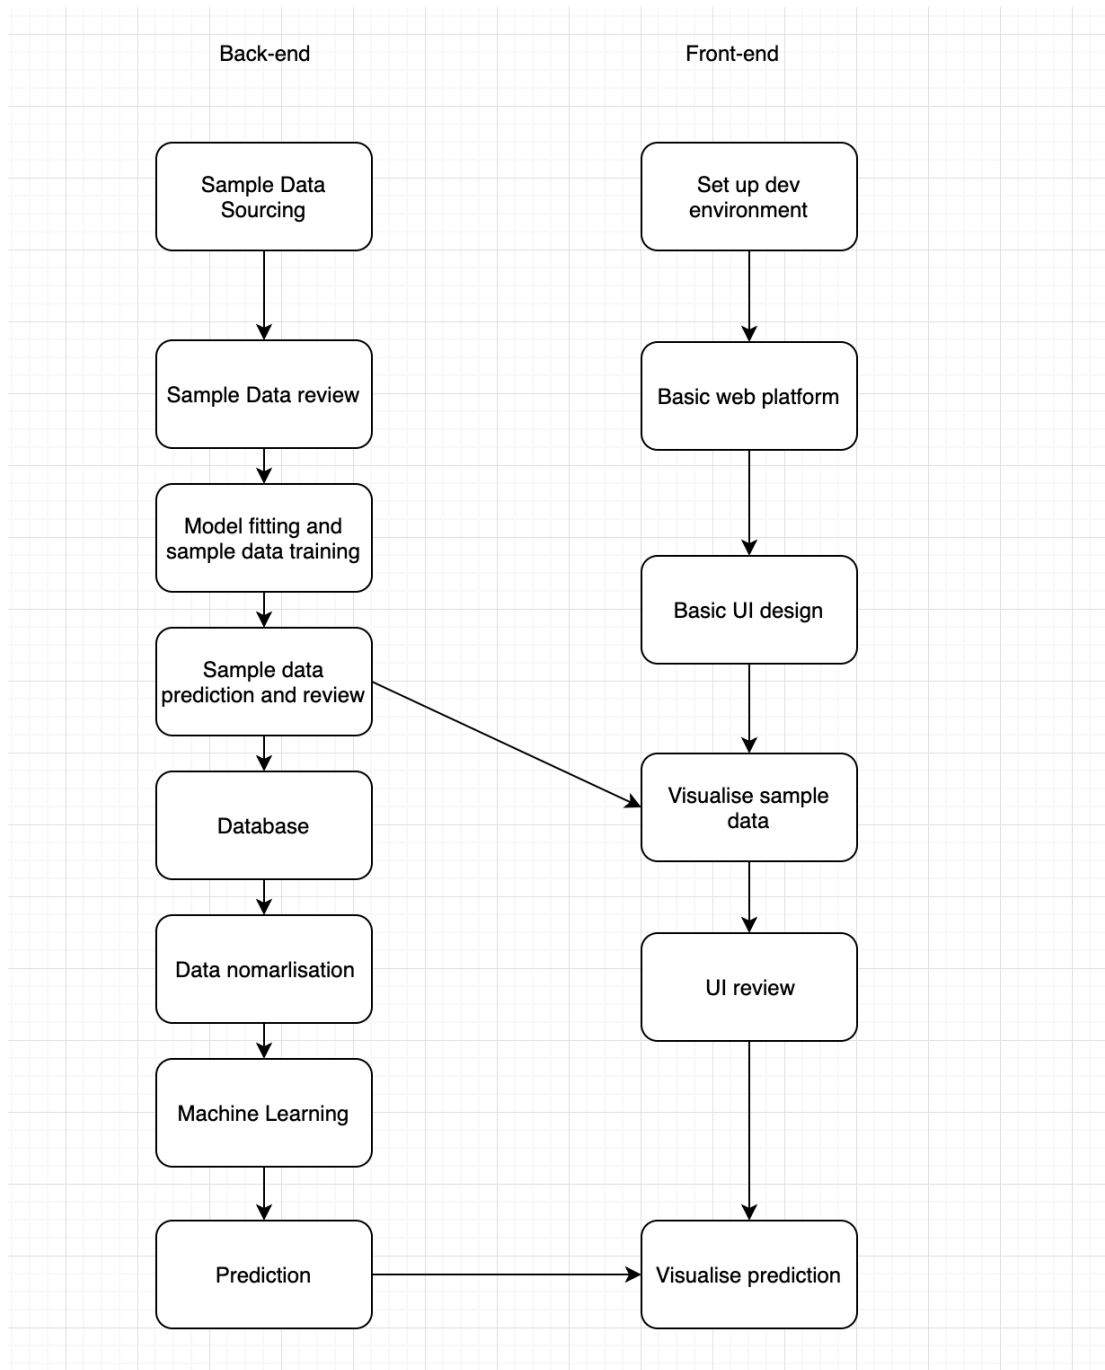 Back-end
Front-end
Sample Data
Sourcing
Set up dev
environment
Sample Data review
Basic web platform
Model fitting and
sample data training
Basic UI design
Sample data
prediction and review
Visualise sample
data
Database
Data nomarlisation
UI review
Machine Learning
Prediction
Visualise prediction